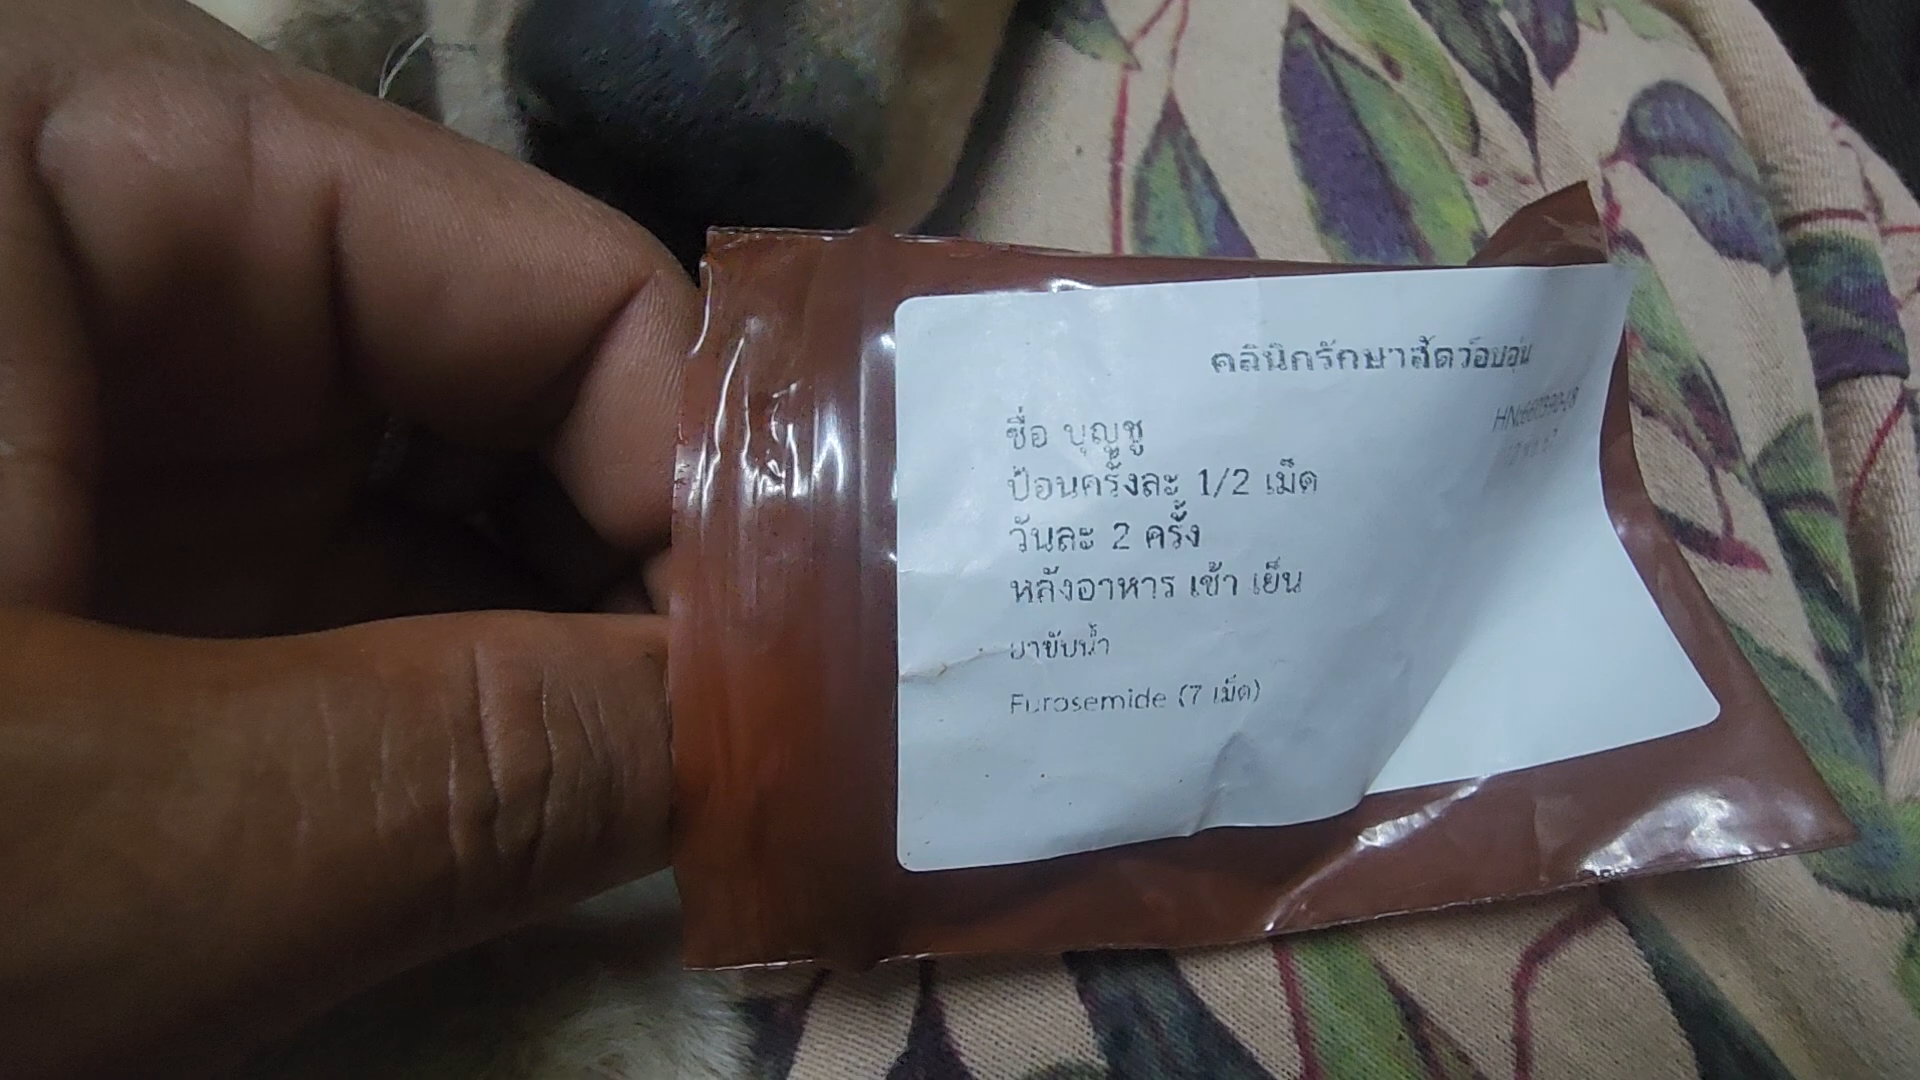 คลินิกรักษาสัตว์อบอุ่น
ชื่อ บุญชู
ป้อนครั้งละ 1/2 เม็ด
วันละ 2 ครั้ง
หลังอาหาร เช้า เย็น
ยาขับน้ำ
Furosemide (7 เม็ด)